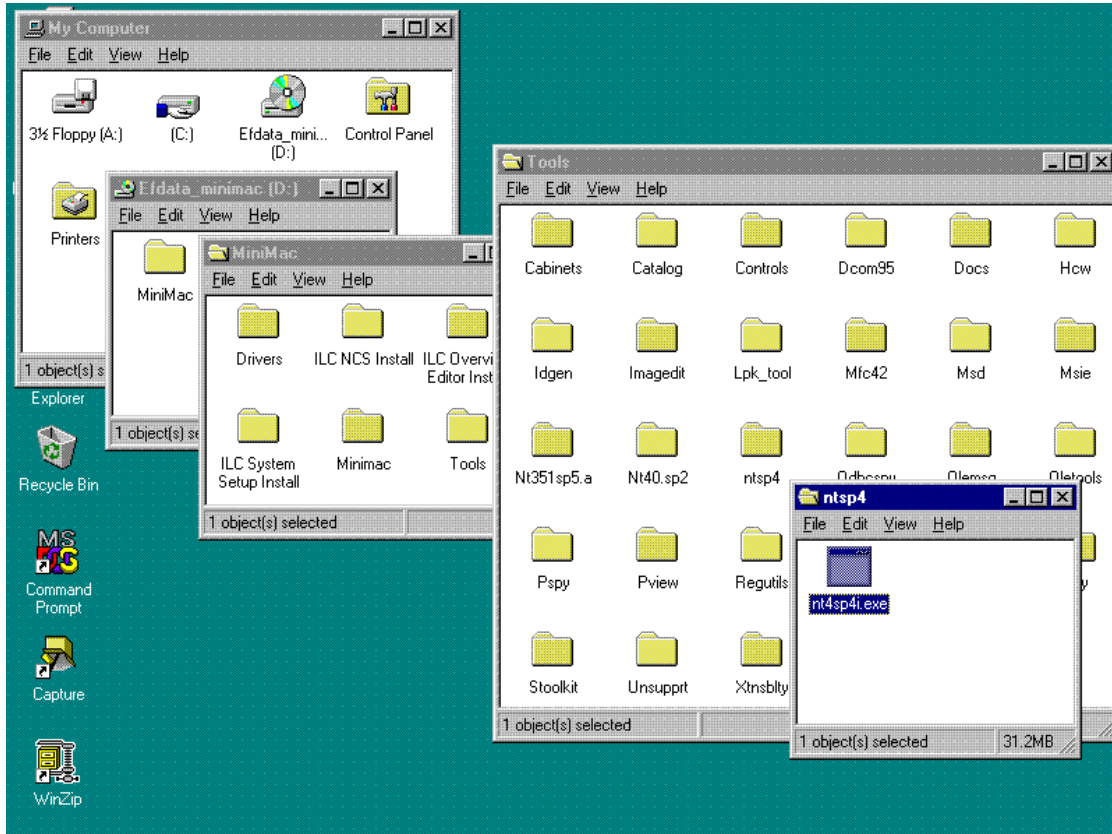 My Computer
File Edit View Help
3½ Floppy (A:)
(C:)
Efdata_mini...
(D:)
Control Panel
Printers
1 object(s) s
Efdata_minimac (D:)
File Edit View Help
MiniMac
1 object(s) se
MiniMac
File Edit View Help
Drivers
ILC NCS Install
ILC Overvi
Editor Inst
ILC System
Setup Install
Minimac
Tools
1 object(s) selected
Tools
File Edit View Help
Cabinets
Catalog
Controls
Dcom95
Docs
Hcw
Idgen
Imagedit
Lpk_tool
Mfc42
Msd
Msie
Nt351sp5.a
Nt40.sp2
ntsp4
Odbcspy
Olemsg
Oletools
Pspy
Pview
Regutils
y
Stoolkit
Unsupprt
Xtnsblty
1 object(s) selected
ntsp4
File Edit View Help
nt4sp4i.exe
1 object(s) selected
31.2MB
Explorer
Recycle Bin
MS
Command
Prompt
Capture
WinZip